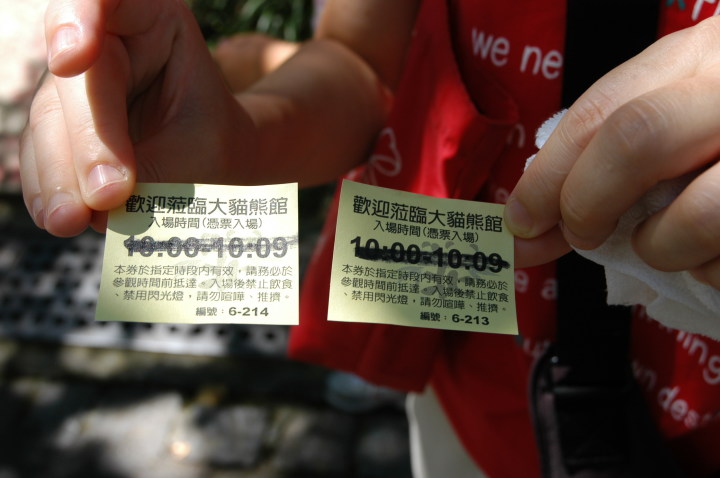 we ne
歡迎蒞臨大貓熊館
入場時間(憑票入場)
10:00-10:09
本券於指定時段內有效，請務必於
參觀時間前抵達。入場後禁止飲食
、禁用閃光燈，請勿喧嘩、推擠。
編號：6-214
歡迎蒞臨大貓熊館
入場時間(憑票入場)
10:00-10:09
本券於指定時段內有效，請務必於
參觀時間前抵達。入場後禁止飲食
、禁用閃光燈，請勿喧嘩、推擠。
編號：6-213